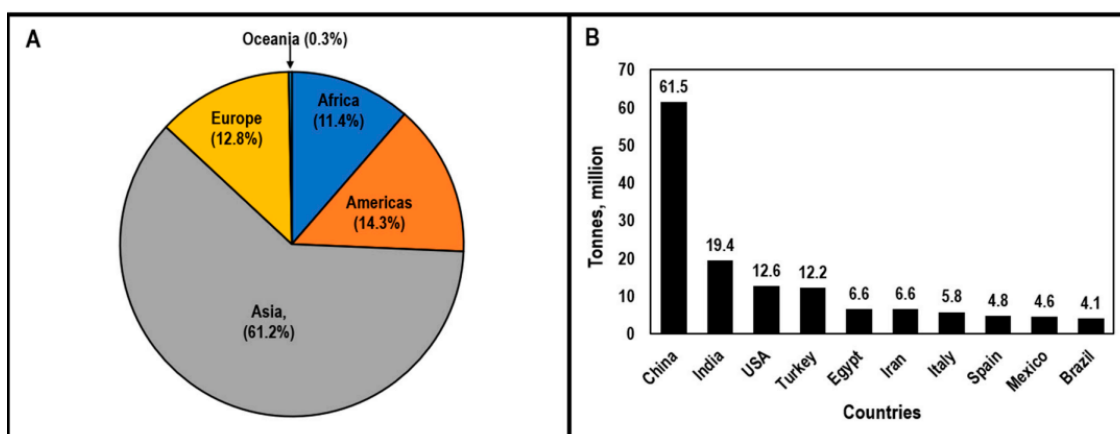 A
Oceania (0.3%)
Africa
(11.4%)
Europe
(12.8%)
Americas
(14.3%)
Asia,
(61.2%)
B
Tonnes, million
70
60
50
40
30
20
10
0
61.5
19.4
12.6
12.2
6.6
6.6
5.8
4.8
4.6
4.1
China
India
USA
Turkey
Egypt
Iran
Italy
Spain
Mexico
Brazil
Countries